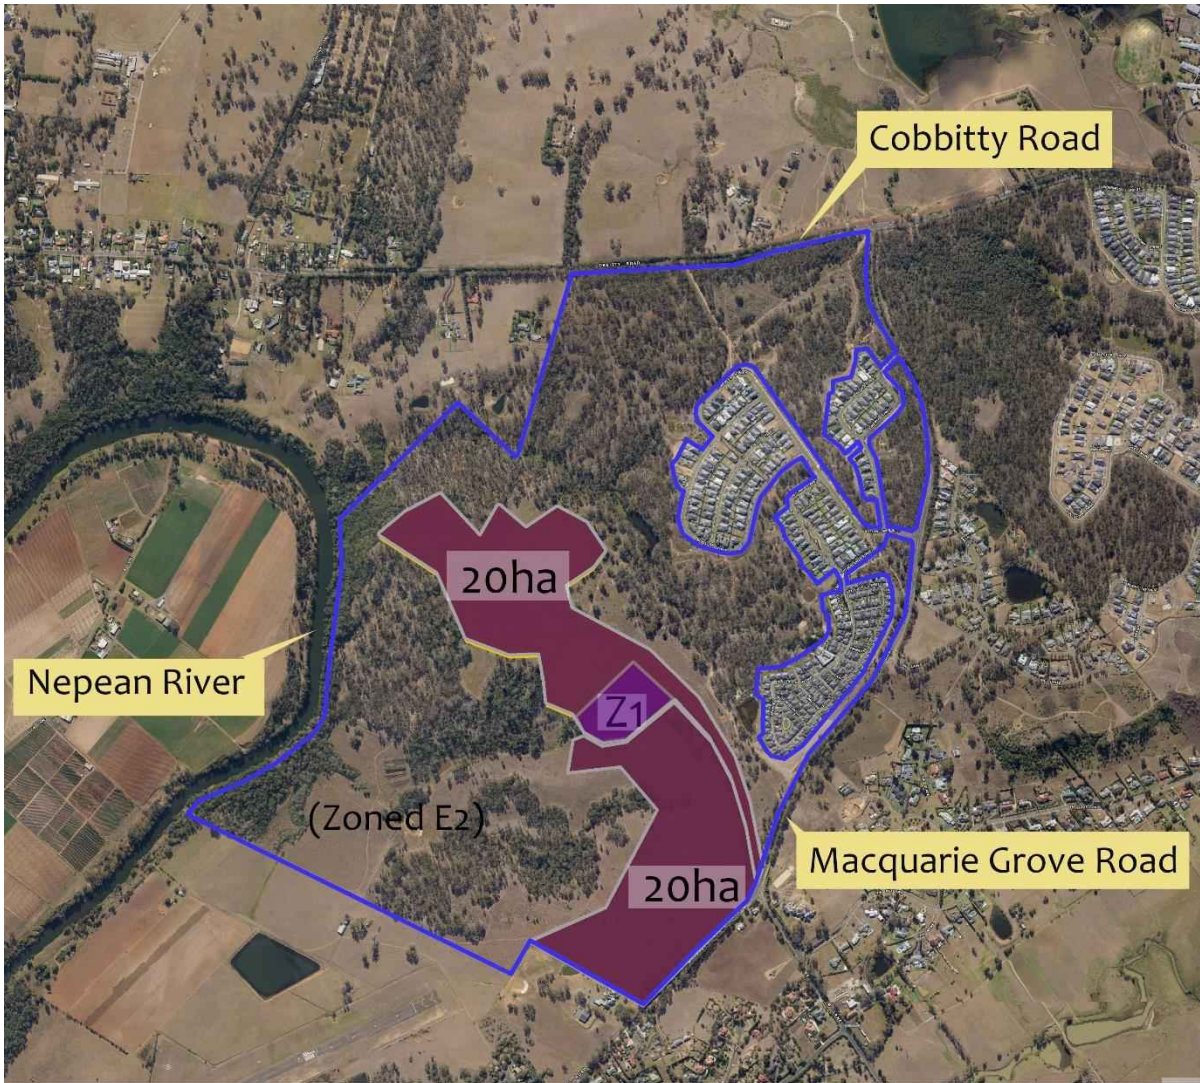 Cobbitty Road
20ha
Nepean River
Z1
(Zoned E2)
Macquarie Grove Road
20ha